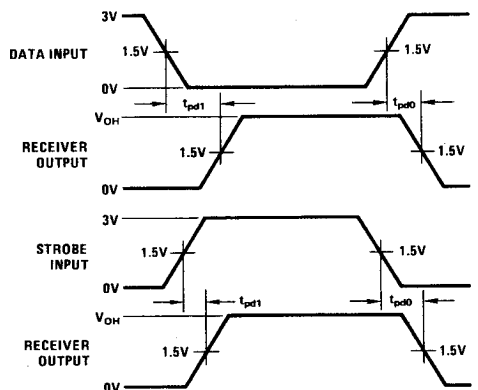 3V
DATA INPUT
1.5V
1.5V
0V
tpd1
tpd0
VOH
RECEIVER
OUTPUT
1.5V
1.5V
0V
3V
STROBE
INPUT
1.5V
1.5V
0V
tpd1
tpd0
VOH
RECEIVER
OUTPUT
1.5V
1.5V
0V